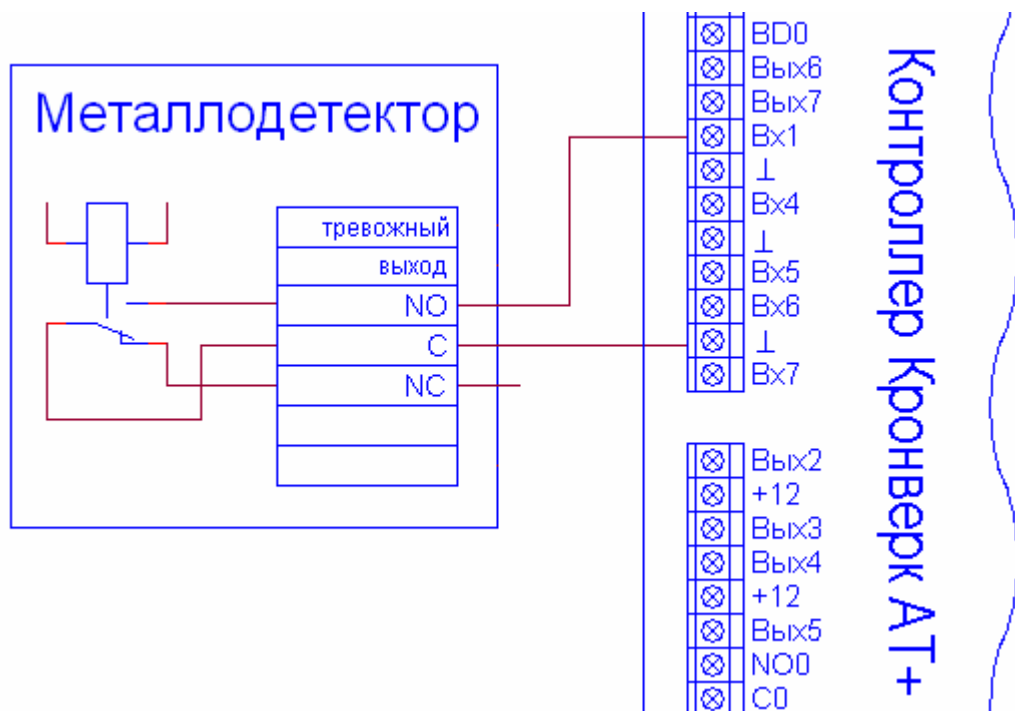 Металлодетектор
тревожный
выход
NO
C
NC
BD0
Вых6
Вых7
Вх1
⊥
Вх4
⊥
Вх5
Вх6
⊥
Вх7
Вых2
+12
Вых3
Вых4
+12
Вых5
NO0
C0
Контроллер Кронверк АТ+